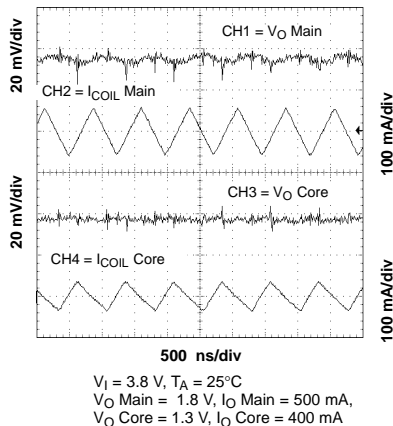 CH1 = VO Main
20 mV/div
CH2 = ICOIL Main
100 mA/div
CH3 = VO Core
20 mV/div
CH4 = ICOIL Core
100 mA/div
500 ns/div
VI = 3.8 V, TA = 25°C
VO Main = 1.8 V, IO Main = 500 mA,
VO Core = 1.3 V, IO Core = 400 mA